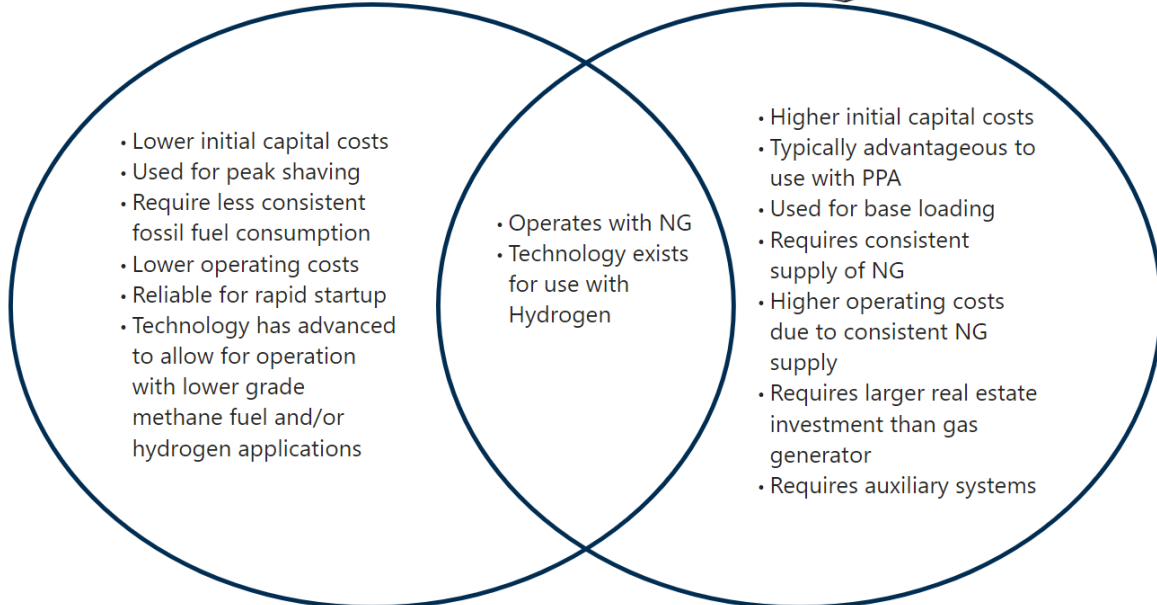 • Lower initial capital costs
• Used for peak shaving
• Require less consistent
fossil fuel consumption
• Lower operating costs
• Reliable for rapid startup
• Technology has advanced
to allow for operation
with lower grade
methane fuel and/or
hydrogen applications
• Operates with NG
• Technology exists
for use with
Hydrogen
• Higher initial capital costs
• Typically advantageous to
use with PPA
• Used for base loading
• Requires consistent
supply of NG
• Higher operating costs
due to consistent NG
supply
• Requires larger real estate
investment than gas
generator
• Requires auxiliary systems